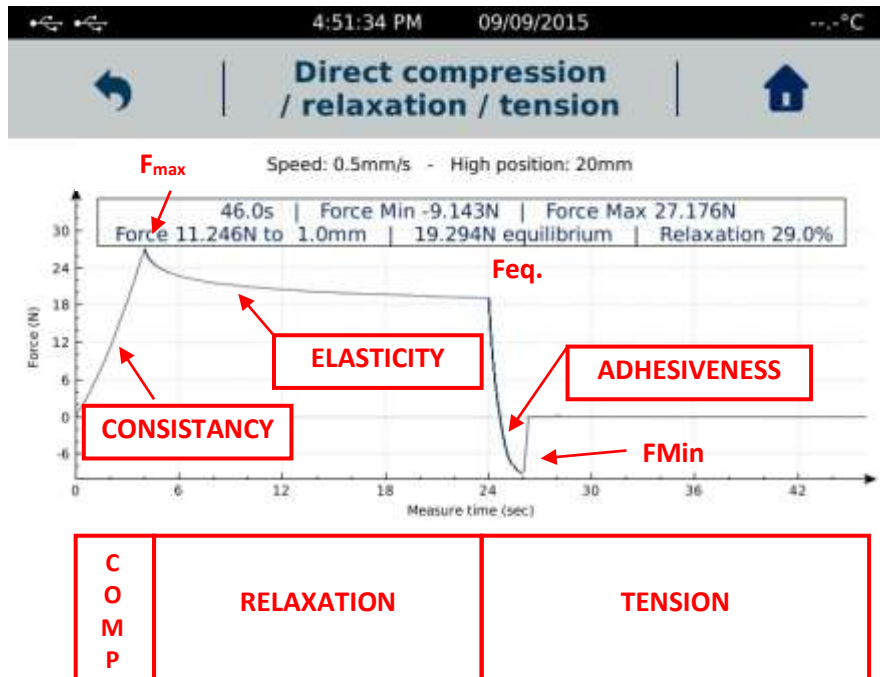 4:51:34 PM 09/09/2015 --.-°C
Direct compression
/ relaxation / tension
Fmax
Speed: 0.5mm/s - High position: 20mm
46.0s | Force Min -9.143N | Force Max 27.176N
Force 11.246N to 1.0mm | 19.294N equilibrium | Relaxation 29.0%
Feq.
Force (N)
30
24
18
12
6
0
-6
ELASTICITY
ADHESIVENESS
CONSISTANCY
FMin
0 6 12 18 24 30 36 42
Measure time (sec)
C
O
M
P
RELAXATION
TENSION